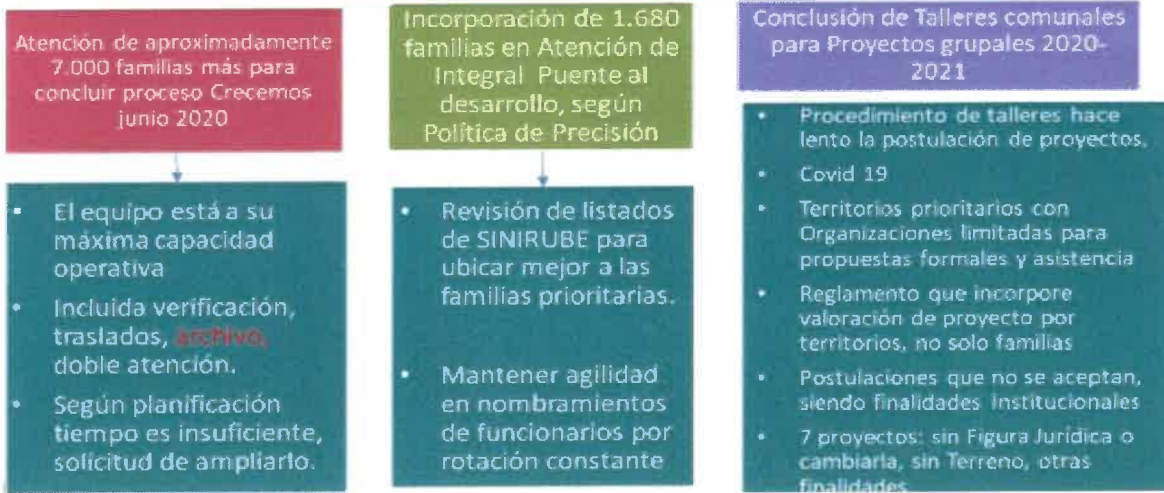 Atención de aproximadamente
7.000 familias más para
concluir proceso Crecemos
junio 2020
• El equipo está a su
máxima capacidad
operativa
• Incluida verificación,
traslados, archivo,
doble atención.
• Según planificación
tiempo es insuficiente,
solicitud de ampliarlo.
Incorporación de 1.680
familias en Atención de
Integral Puente al
desarrollo, según
Política de Precisión
• Revisión de listados
de SINIRUBE para
ubicar mejor a las
familias prioritarias.
• Mantener agilidad
en nombramientos
de funcionarios por
rotación constante
Conclusión de Talleres comunales
para Proyectos grupales 2020-
2021
• Procedimiento de talleres hace
lento la postulación de proyectos.
• Covid 19
• Territorios prioritarios con
Organizaciones limitadas para
propuestas formales y asistencia
• Reglamento que incorpore
valoración de proyecto por
territorios, no solo familias
• Postulaciones que no se aceptan,
siendo finalidades Institucionales
• 7 proyectos: sin Figura Jurídica o
cambiarla, sin Terreno, otras
finalidades